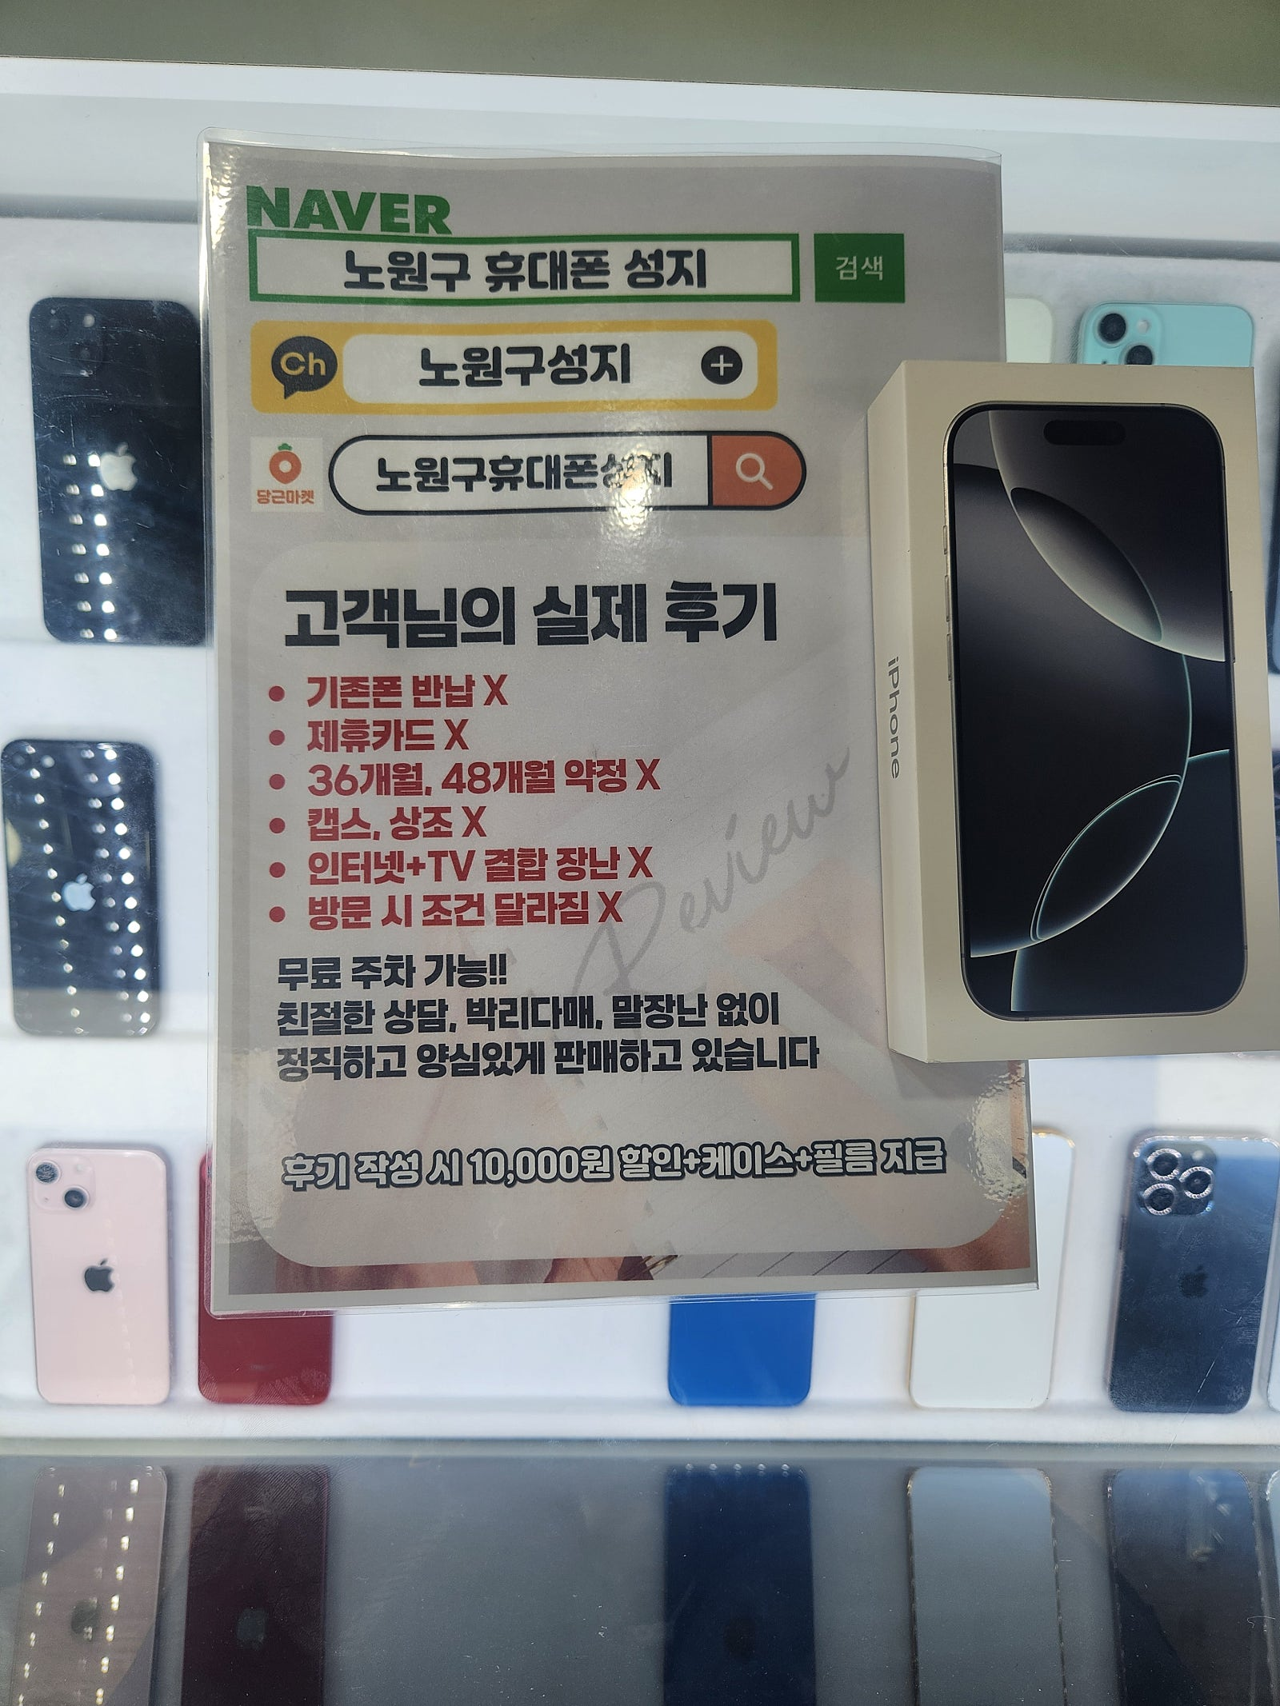 NAVER
노원구 휴대폰 성지 검색
Ch 노원구성지
당근마켓 노원구휴대폰성지
고객님의 실제 후기
• 기존폰 반납 X
• 제휴카드 X
• 36개월, 48개월 약정 X
• 캡스, 상조 X
• 인터넷+TV 결합 장난 X
• 방문 시 조건 달라짐 X
Review
무료 주차 가능!!
친절한 상담, 박리다매, 말장난 없이
정직하고 양심있게 판매하고 있습니다
후기 작성 시 10,000원 할인+케이스+필름 지급
iPhone